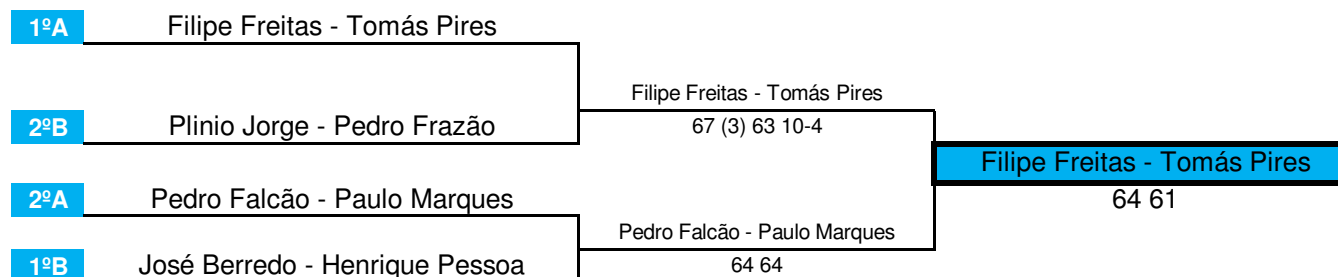 1ºA Filipe Freitas - Tomás Pires
Filipe Freitas - Tomás Pires
2ºB Plinio Jorge - Pedro Frazão
67 (3) 63 10-4
Filipe Freitas - Tomás Pires
2ºA Pedro Falcão - Paulo Marques
64 61
Pedro Falcão - Paulo Marques
1ºB José Berredo - Henrique Pessoa
64 64